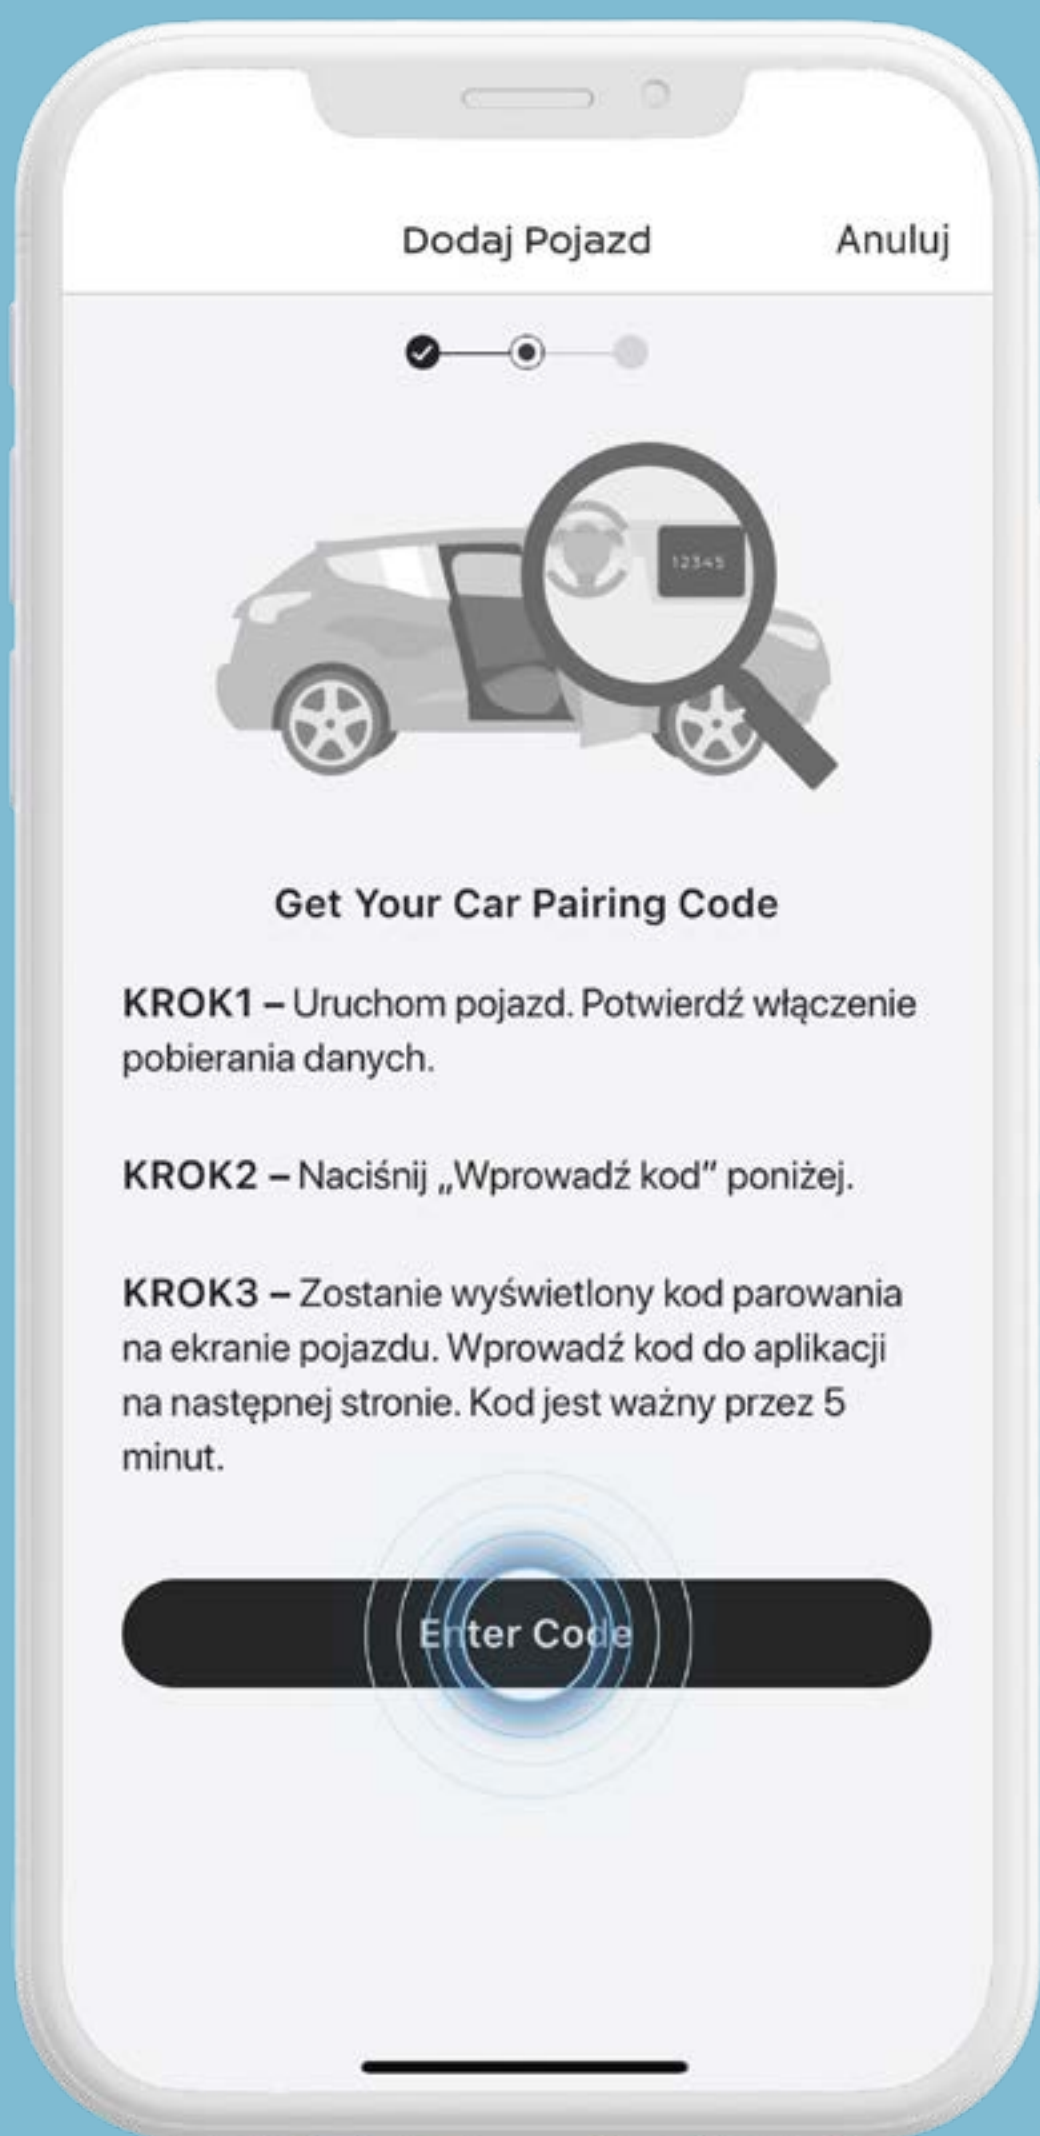 Dodaj Pojazd
Anuluj
12345
Get Your Car Pairing Code
KROK1 – Uruchom pojazd. Potwierdź włączenie
pobierania danych.
KROK2 – Naciśnij „Wprowadź kod” poniżej.
KROK3 – Zostanie wyświetlony kod parowania
na ekranie pojazdu. Wprowadź kod do aplikacji
na następnej stronie. Kod jest ważny przez 5
minut.
Enter Code